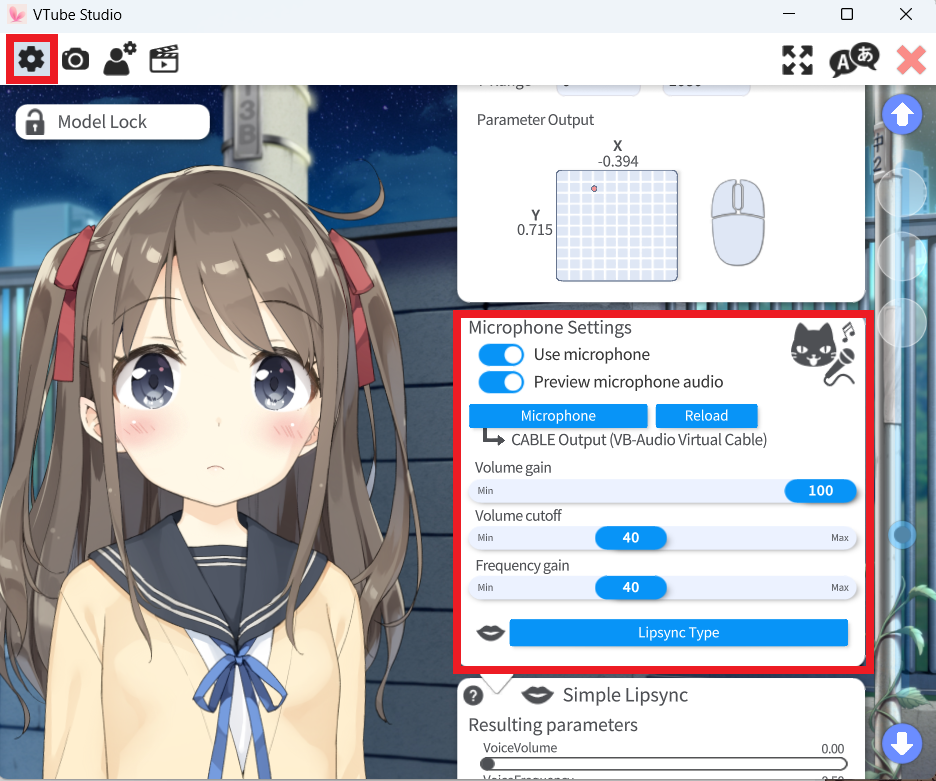 VTube Studio
A あ
Model Lock
Parameter Output
X
-0.394
Y
0.715
Microphone Settings
Use microphone
Preview microphone audio
Microphone
Reload
CABLE Output (VB-Audio Virtual Cable)
Volume gain
Min
100
Volume cutoff
Min
40
Max
Frequency gain
Min
40
Max
Lipsync Type
?
Simple Lipsync
Resulting parameters
VoiceVolume
0.00